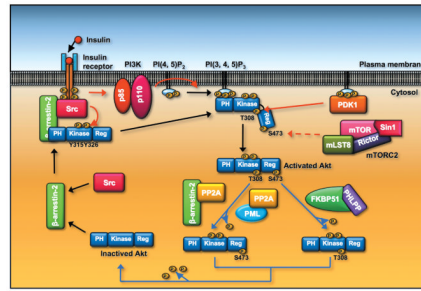 Insulin
Insulin
receptor
PI3K
PI(4, 5)P₂
PI(3, 4, 5)P₃
Plasma membran
Cytosol
p85
p110
β-arrestin-2
Src
PH Kinase Reg
Y315Y326
PH Kinase
Reg
T308
S473
PDK1
mTOR
Sin1
mLST8
Rictor
mTORC2
PH Kinase Reg
Activated Akt
T308 S473
Src
β-arrestin-2
β-arrestin-2
PP2A
PP2A
PML
FKBP51
PHLPP
PH Kinase Reg
Inactived Akt
PH Kinase Reg
S473
PH Kinase Reg
T308